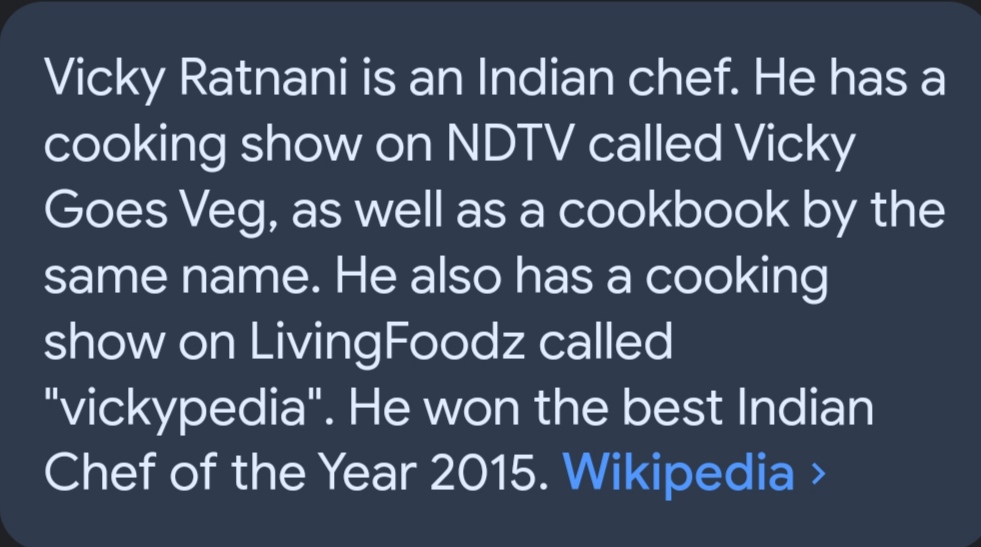 Vicky Ratnani is an Indian chef. He has a
cooking show on NDTV called Vicky
Goes Veg, as well as a cookbook by the
same name. He also has a cooking
show on LivingFoodz called
"vickypedia". He won the best Indian
Chef of the Year 2015. Wikipedia >